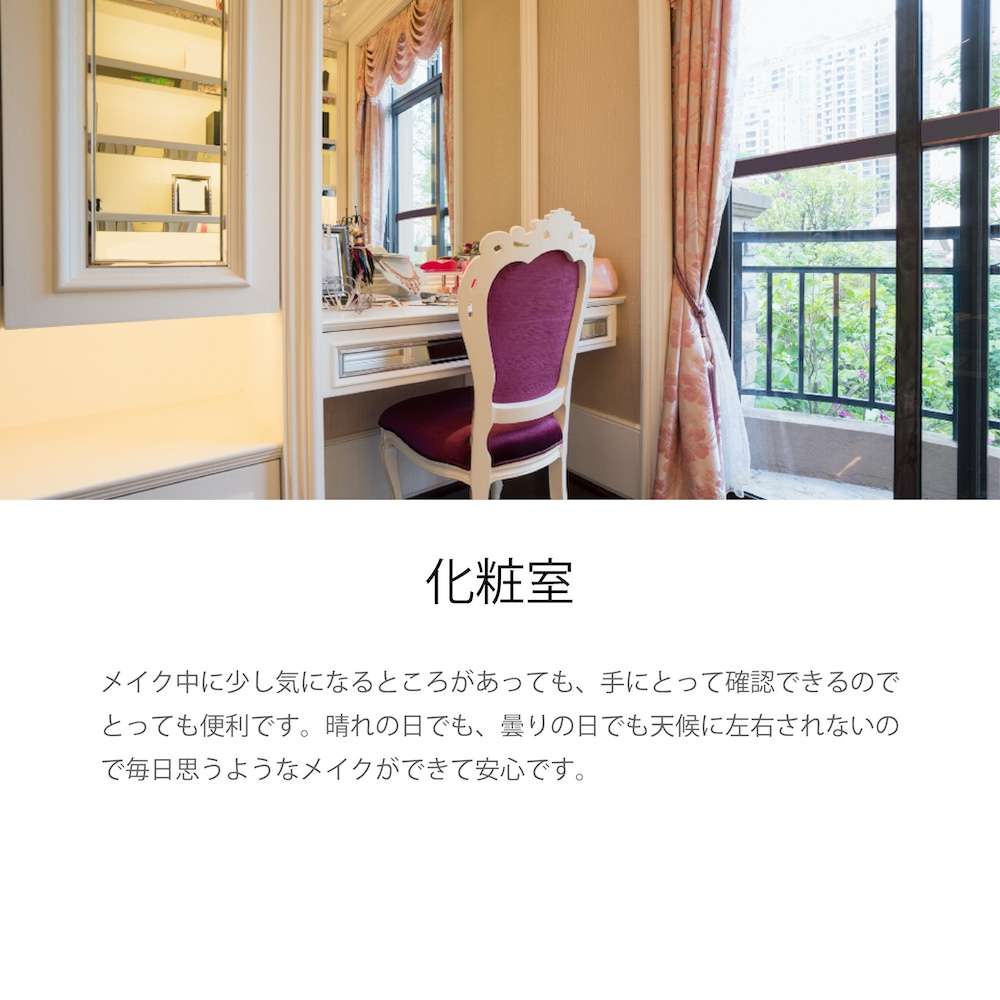 化粧室
メイク中に少し気になるところがあっても、手にとって確認できるので
とっても便利です。晴れの日でも、曇りの日でも天候に左右されないの
で毎日思うようなメイクができて安心です。